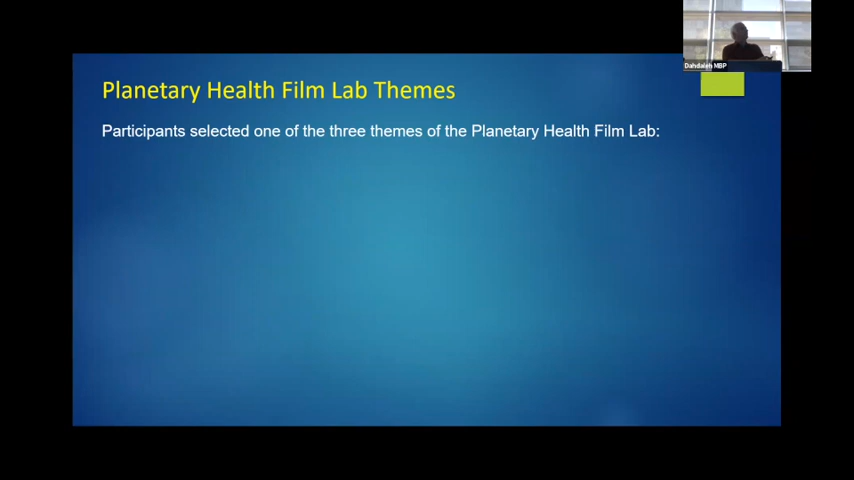 Planetary Health Film Lab Themes
Participants selected one of the three themes of the Planetary Health Film Lab:
Dahdaleh MBP